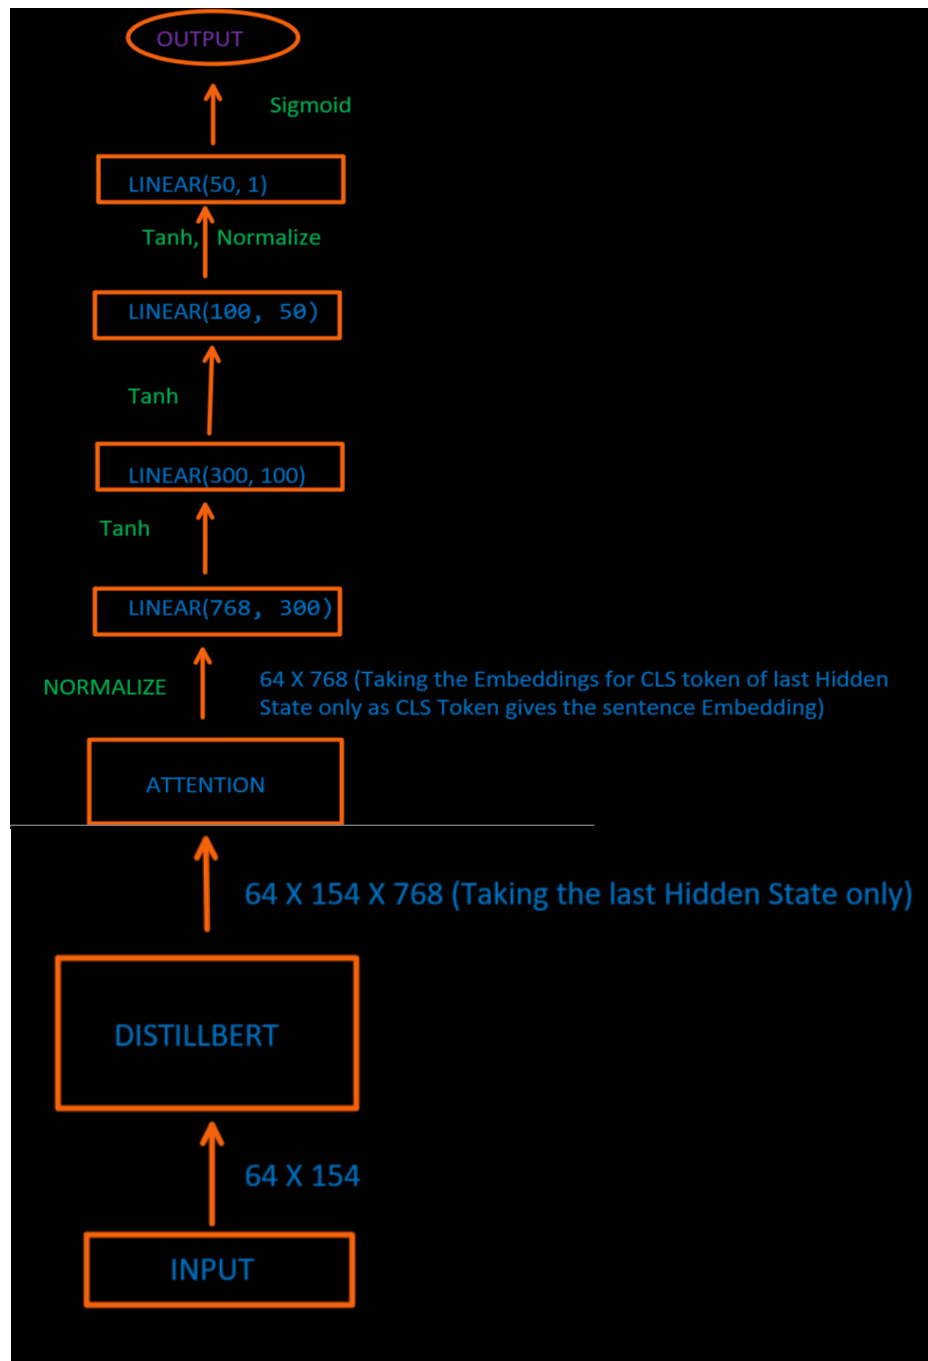 OUTPUT
Sigmoid
LINEAR(50, 1)
Tanh, Normalize
LINEAR(100, 50)
Tanh
LINEAR(300, 100)
Tanh
LINEAR(768, 300)
NORMALIZE
64 X 768 (Taking the Embeddings for CLS token of last Hidden
State only as CLS Token gives the sentence Embedding)
ATTENTION
64 X 154 X 768 (Taking the last Hidden State only)
DISTILLBERT
64 X 154
INPUT